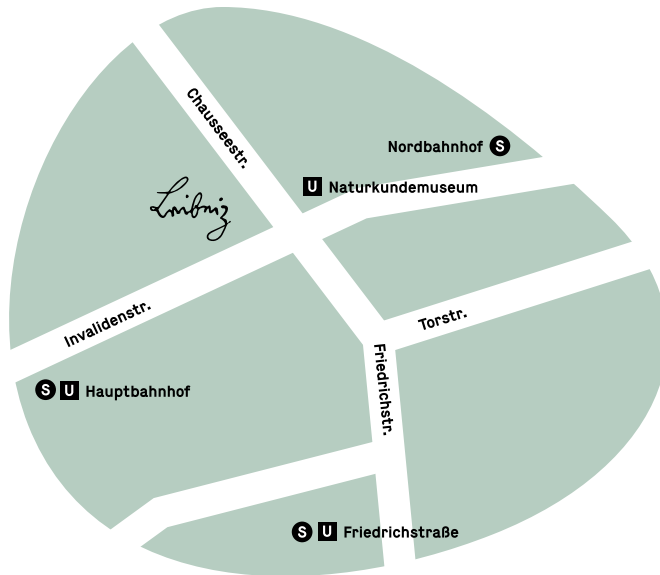 Chausseestr.
Nordbahnhof S
U Naturkundemuseum
Leibniz
Invalidenstr.
Torstr.
Friedrichstr.
S U Hauptbahnhof
S U Friedrichstraße